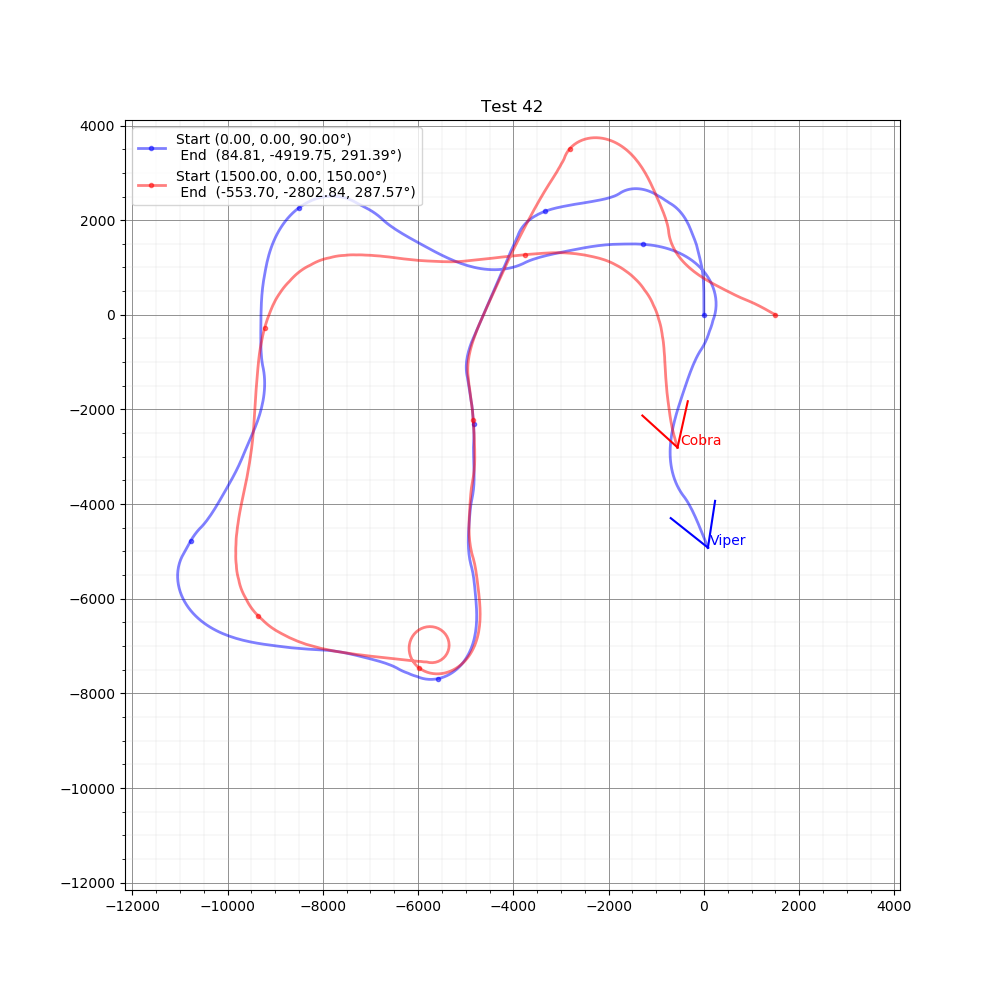 Test 42
Start (0.00, 0.00, 90.00°)
End (84.81, -4919.75, 291.39°)
Start (1500.00, 0.00, 150.00°)
End (-553.70, -2802.84, 287.57°)
4000
2000
0
−2000
−4000
−6000
−8000
−10000
−12000
Cobra
Viper
−12000 −10000 −8000 −6000 −4000 −2000 0 2000 4000